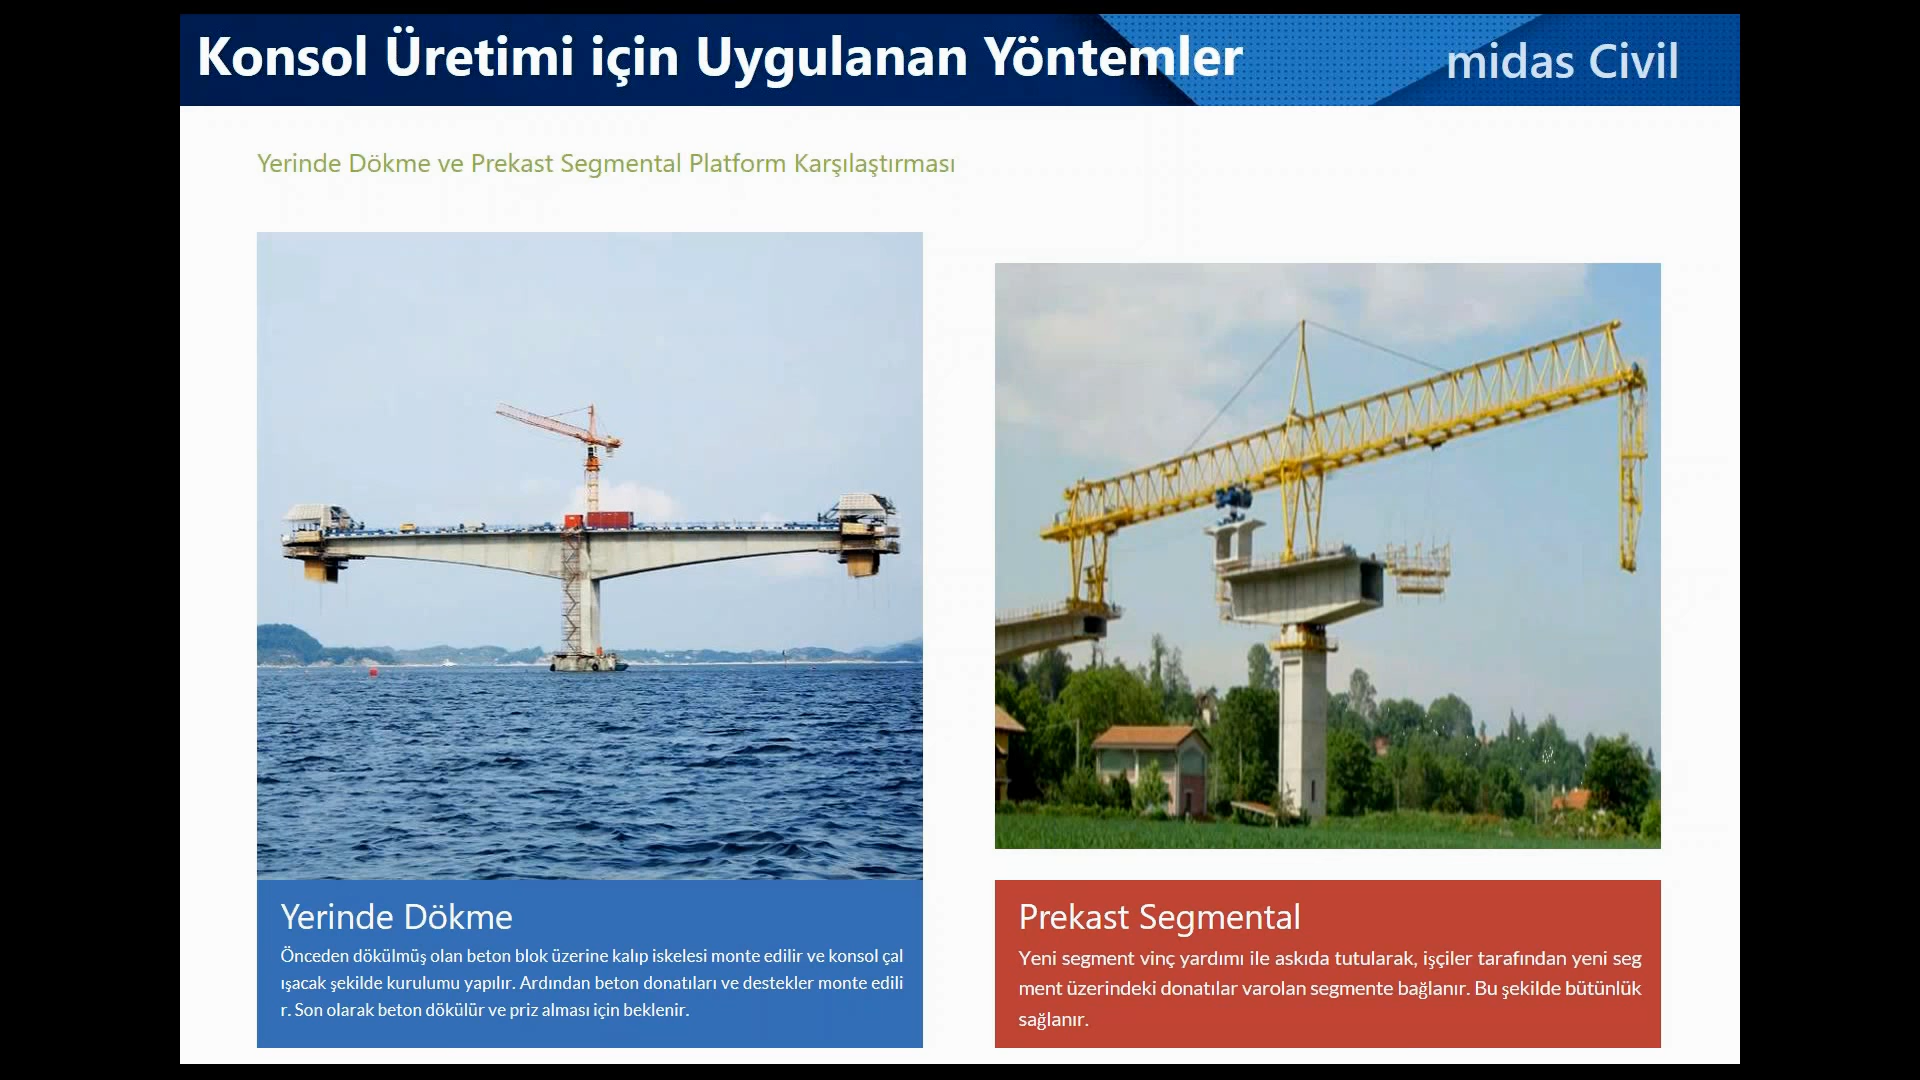 Konsol Üretimi için Uygulanan Yöntemler
midas Civil
Yerinde Dökme ve Prekast Segmental Platform Karşılaştırması
Yerinde Dökme
Önceden dökülmüş olan beton blok üzerine kalıp iskelesi monte edilir ve konsol çal
ışacak şekilde kurulumu yapılır. Ardından beton donatıları ve destekler monte edili
r. Son olarak beton dökülür ve priz alması için beklenir.
Prekast Segmental
Yeni segment vinç yardımı ile askıda tutularak, işçiler tarafından yeni seg
ment üzerindeki donatılar varolan segmente bağlanır. Bu şekilde bütünlük
sağlanır.